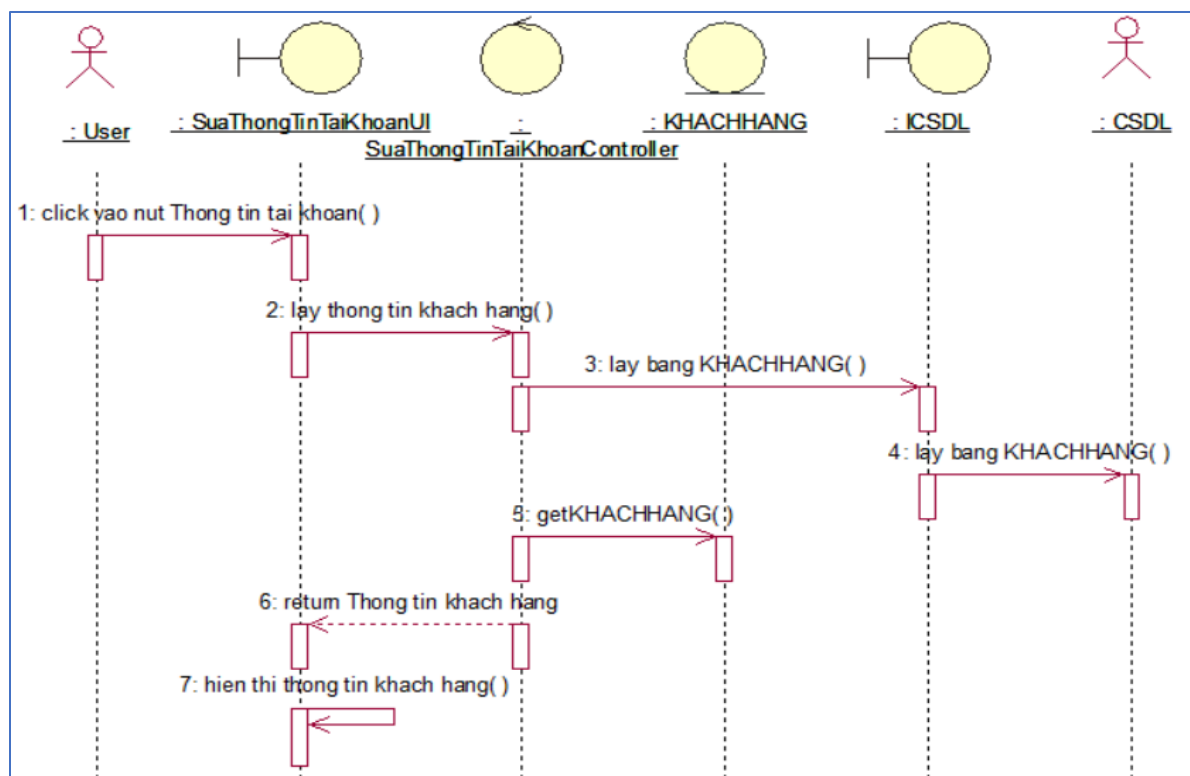 : User
: SuaThongTinTaiKhoanUI
:
SuaThongTinTaiKhoanController
: KHACHHANG
: ICSDL
: CSDL
1: click vao nut Thong tin tai khoan( )
2: lay thong tin khach hang( )
3: lay bang KHACHHANG( )
4: lay bang KHACHHANG( )
5: getKHACHHANG( )
6: return Thong tin khach hang
7: hien thi thong tin khach hang( )